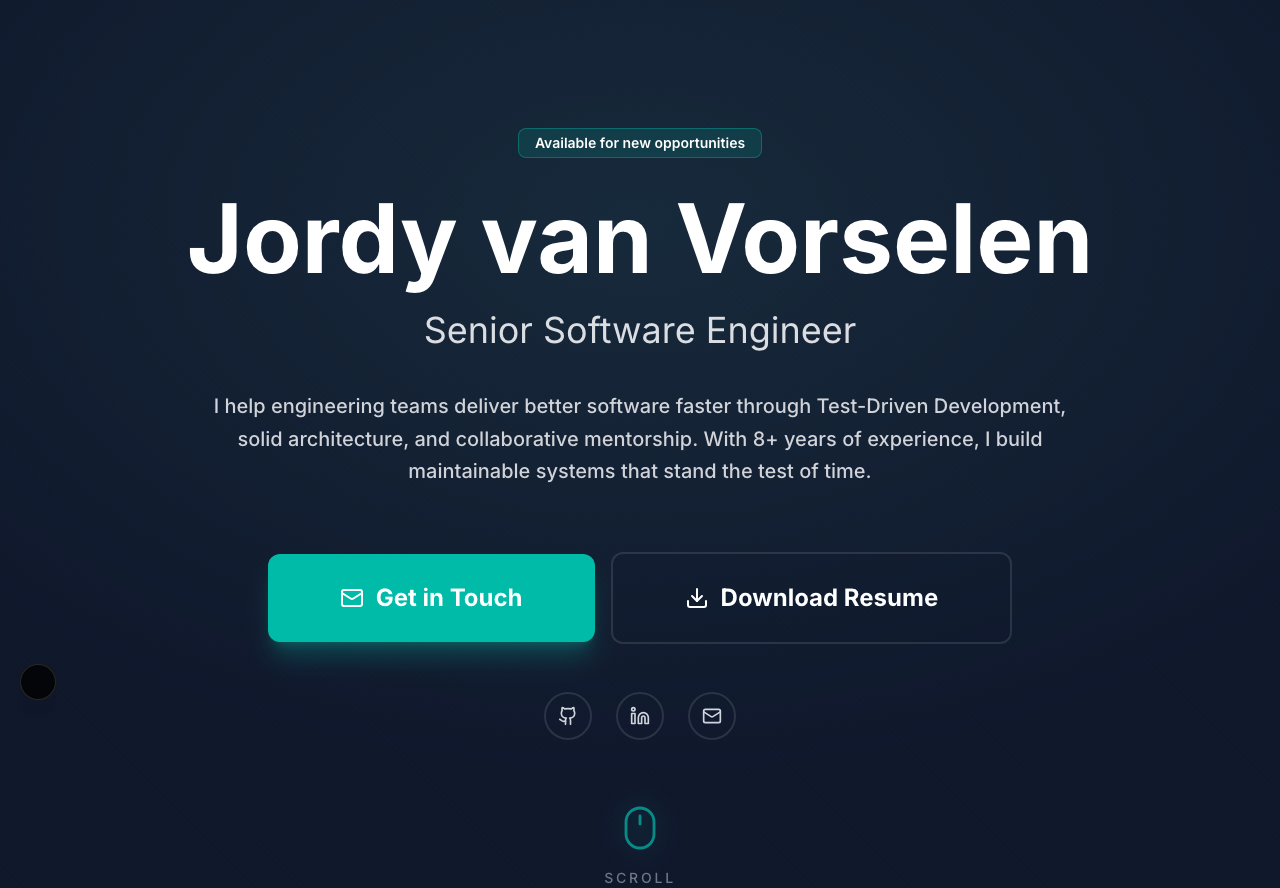 Available for new opportunities
Jordy van Vorselen
Senior Software Engineer
I help engineering teams deliver better software faster through Test-Driven Development,
solid architecture, and collaborative mentorship. With 8+ years of experience, I build
maintainable systems that stand the test of time.
Get in Touch
Download Resume
SCROLL